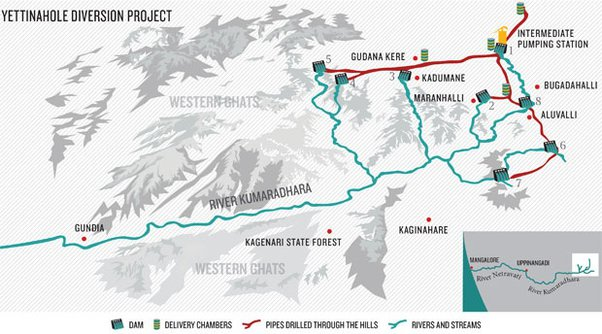 YETTINAHOLE DIVERSION PROJECT
INTERMEDIATE
PUMPING STATION
1
GUDANA KERE
5
4
3
KADUMANE
BUGADAHALLI
MARANHALLI
2
8
ALUVALLI
WESTERN GHATS
6
7
RIVER KUMARADHARA
GUNDIA
KAGINAHARE
KAGENARI STATE FOREST
WESTERN GHATS
MANGALORE
UPPINANGADI
River Netravati
River Kumaradhara
DAM
DELIVERY CHAMBERS
PIPES DRILLED THROUGH THE HILLS
RIVERS AND STREAMS